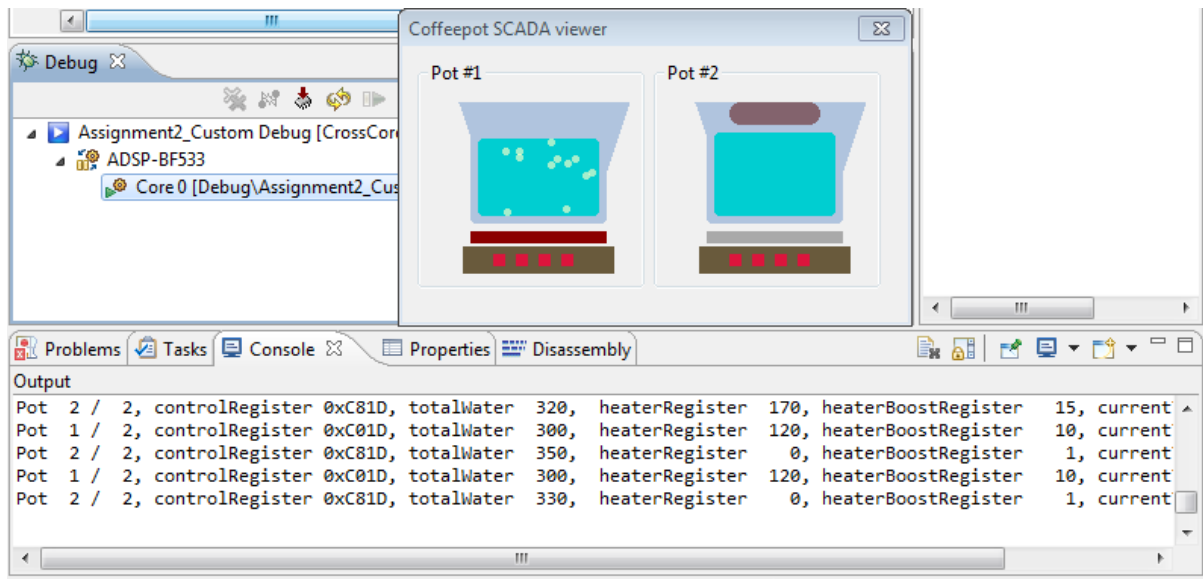 Coffeepot SCADA viewer
Debug
Pot #1
Pot #2
Assignment2_Custom Debug [CrossCor
ADSP-BF533
Core 0 [Debug\Assignment2_Cus
Problems Tasks Console Properties Disassembly
Output
Pot 2 / 2, controlRegister 0xC81D, totalWater 320, heaterRegister 170, heaterBoostRegister 15, current
Pot 1 / 2, controlRegister 0xC01D, totalWater 300, heaterRegister 120, heaterBoostRegister 10, current
Pot 2 / 2, controlRegister 0xC81D, totalWater 350, heaterRegister 0, heaterBoostRegister 1, current
Pot 1 / 2, controlRegister 0xC01D, totalWater 300, heaterRegister 120, heaterBoostRegister 10, current
Pot 2 / 2, controlRegister 0xC81D, totalWater 330, heaterRegister 0, heaterBoostRegister 1, current